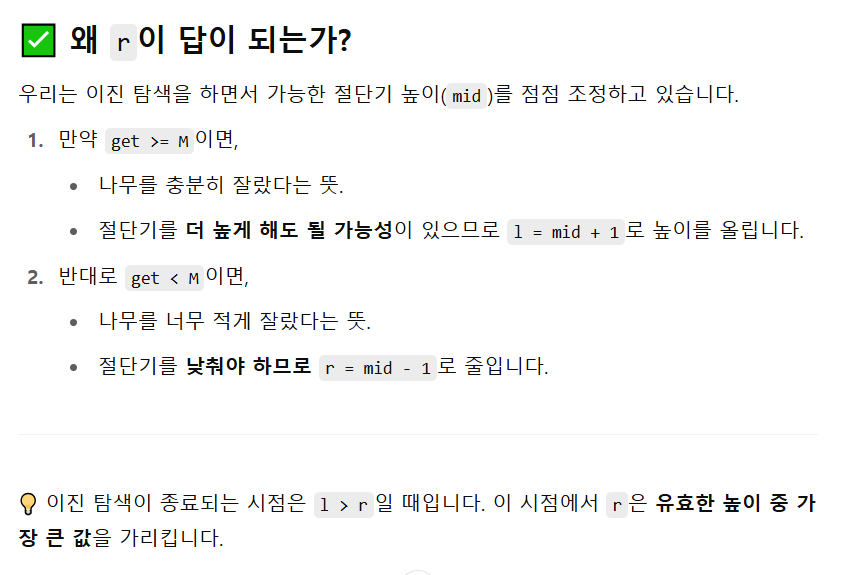 ✅ 왜 r이 답이 되는가?
우리는 이진 탐색을 하면서 가능한 절단기 높이(mid)를 점점 조정하고 있습니다.
1. 만약 get >= M이면,
• 나무를 충분히 잘랐다는 뜻.
• 절단기를 더 높게 해도 될 가능성이 있으므로 l = mid + 1로 높이를 올립니다.
2. 반대로 get < M이면,
• 나무를 너무 적게 잘랐다는 뜻.
• 절단기를 낮춰야 하므로 r = mid - 1로 줄입니다.
💡 이진 탐색이 종료되는 시점은 l > r일 때입니다. 이 시점에서 r은 유효한 높이 중 가
장 큰 값을 가리킵니다.